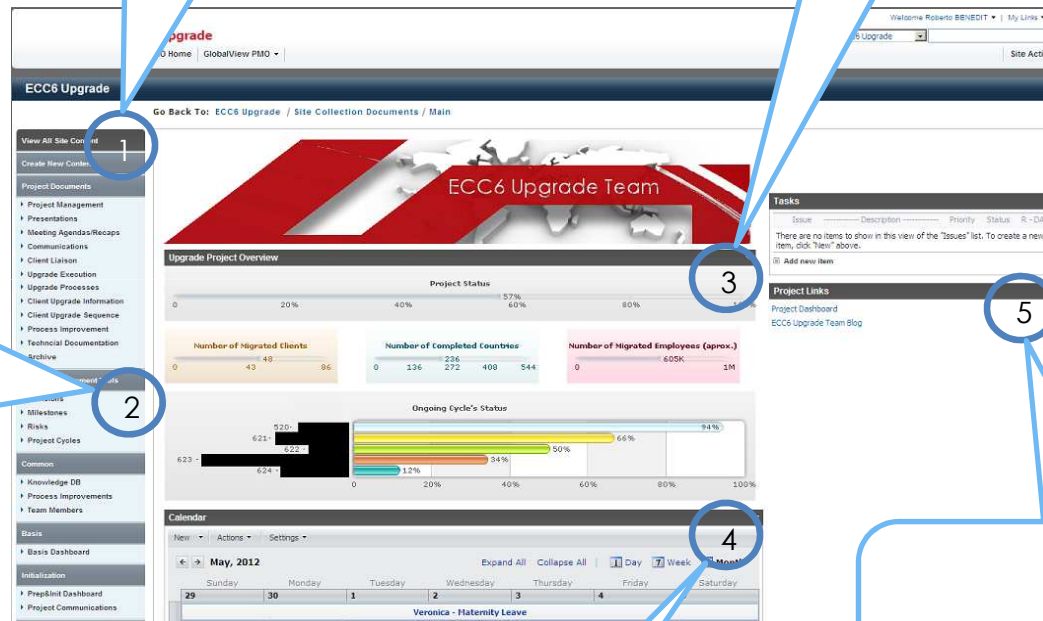 Welcome Roberto BENEDIT | My Links
pgrade
Home GlobalView PMO
Upgrade
Site Acti
ECC6 Upgrade
Go Back To: ECC6 Upgrade / Site Collection Documents / Main
View All Site Content
1
Create New
Project Documents
Project Management
Presentations
Meeting Agendas/Recaps
Communications
Client Liaison
Upgrade Execution
Upgrade Processes
Client Upgrade Information
Client Upgrade Sequence
Process Improvement
Techncial Documentation
Archive
2
Milestones
Risks
Project Cycles
Common
Knowledge DB
Process Improvements
Team Members
Basis
Basis Dashboard
Initialization
Prep&Init Dashboard
Project Communications
ECC6 Upgrade Team
Upgrade Project Overview
3
Project Status
57%
0 20% 40% 60% 80%
Number of Migrated Clients
48
0 43 86
Number of Completed Countries
236
0 136 272 408 544
Number of Migrated Employees (aprox.)
605K
0 1M
Ongoing Cycle's Status
520- 94%
621- 66%
622 - 50%
623 - 34%
624 - 12%
0 20% 40% 60% 80% 100%
Calendar
4
New Actions Settings
May, 2012
Expand All Collapse All | 1 Day 7 Week Month
Sunday Monday Tuesday Wednesday Thursday Friday Saturday
29 30 1 2 3 4
Veronica - Maternity Leave
Tasks
Issue ---------- Description ---------- Priority Status R - DA
There are no items to show in this view of the "Issues" list. To create a new
item, click "New" above.
Add new item
Project Links
5
Project Dashboard
ECC6 Upgrade Team Blog